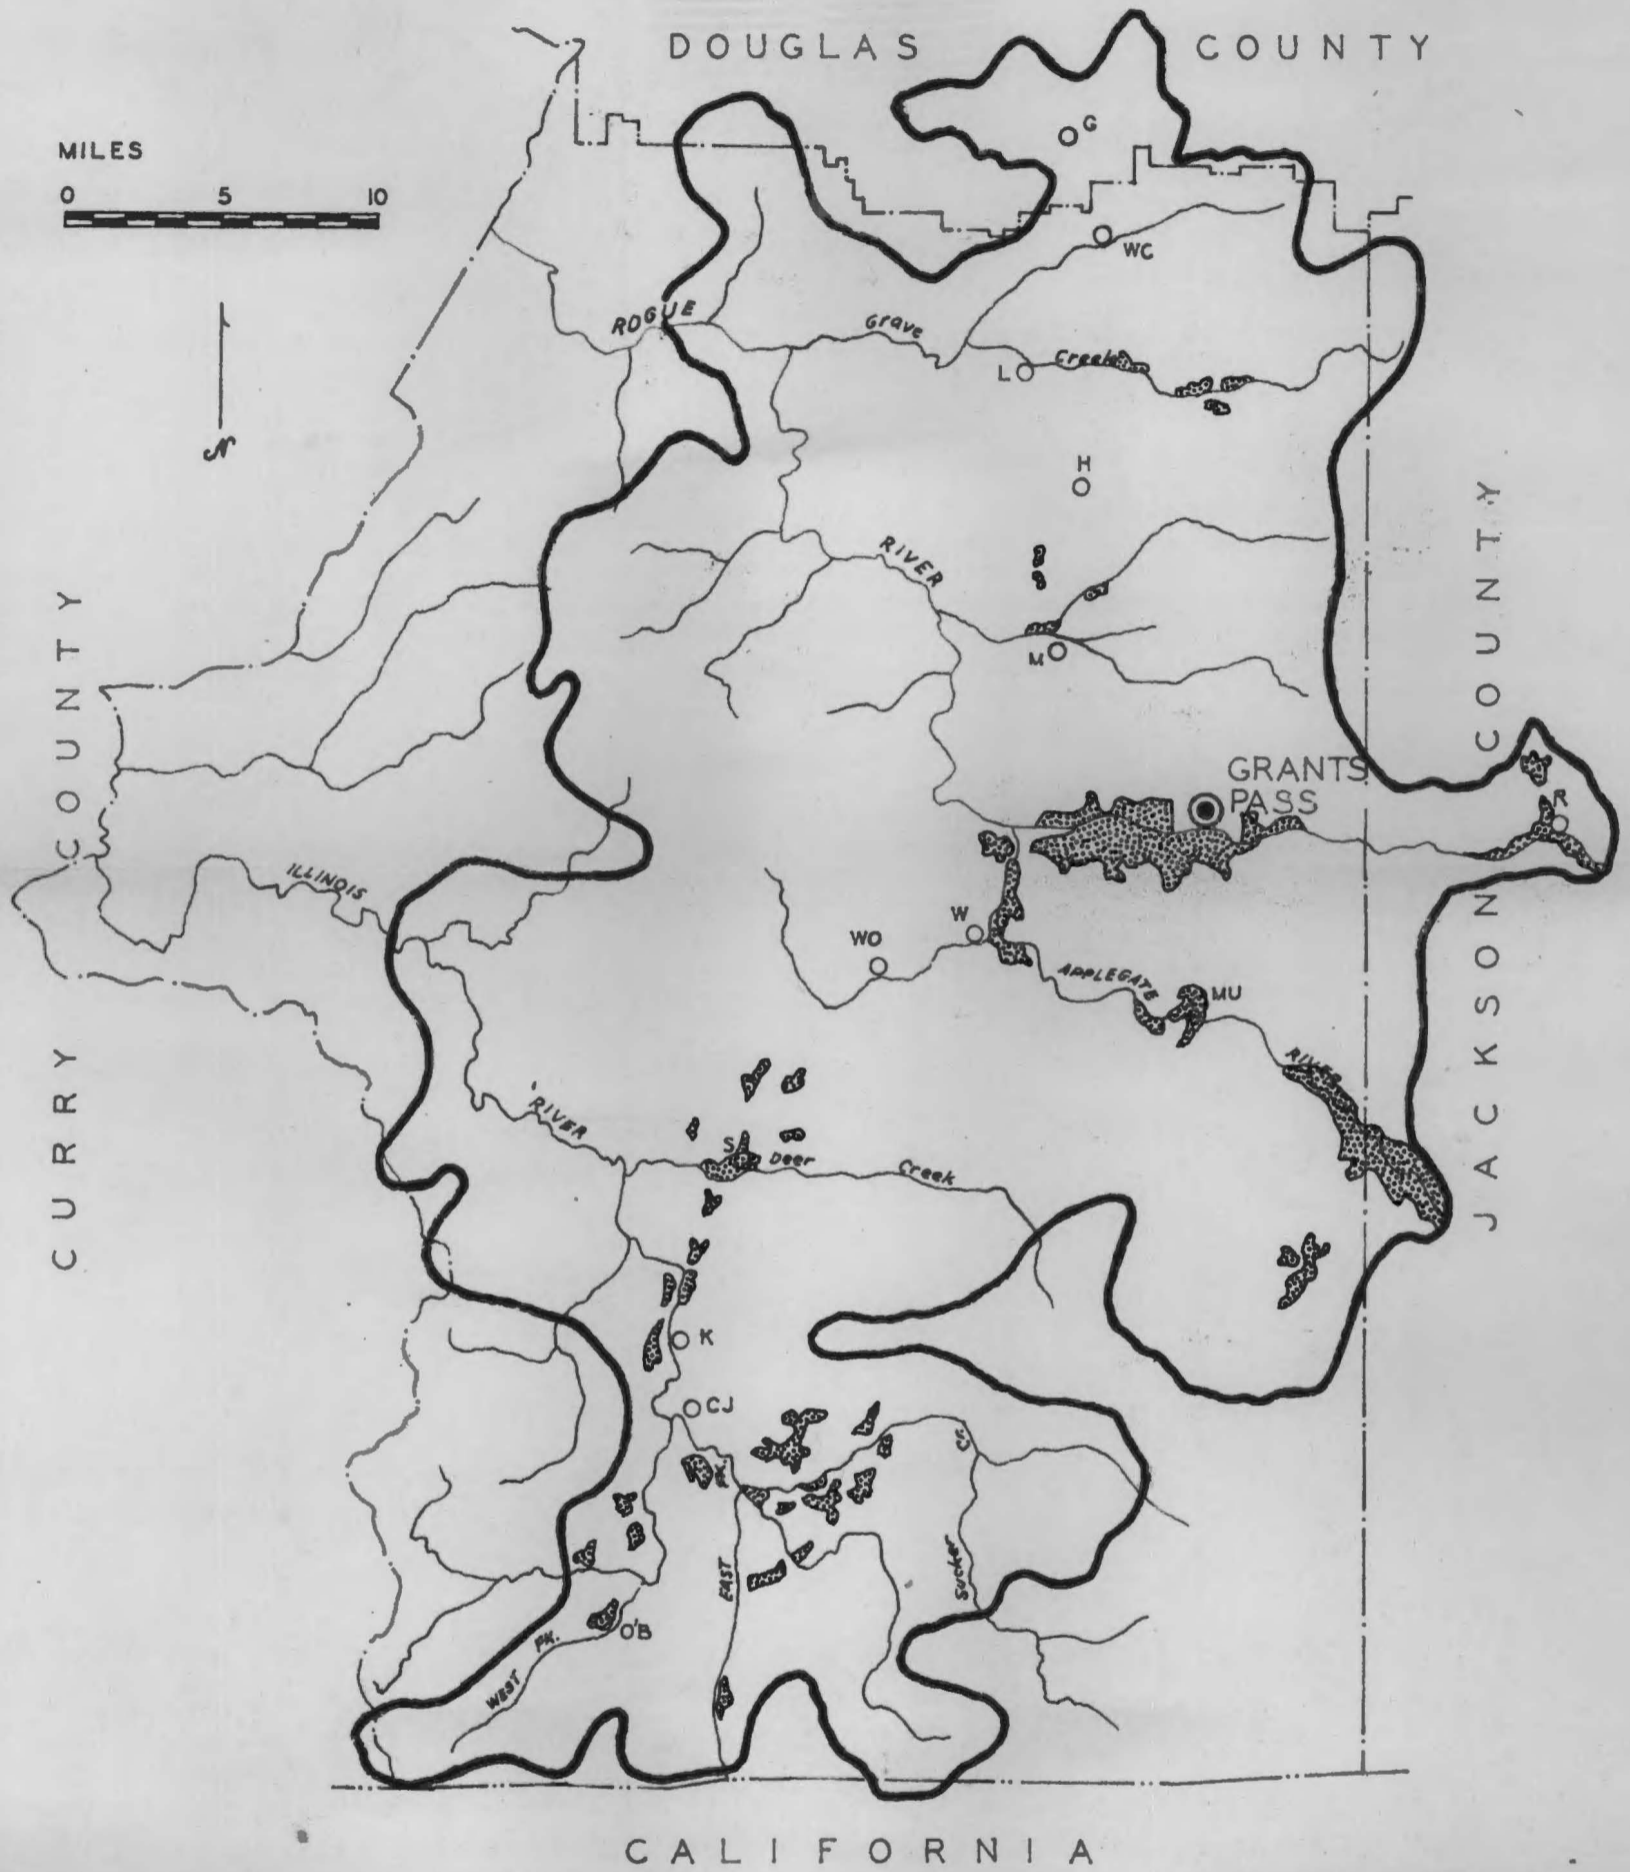 DOUGLAS COUNTY
MILES
0 5 10
N
G
WC
ROGUE
Grave
Creek
L
H
RIVER
M
CURRY COUNTY
JACKSON COUNTY
GRANTS
PASS
R
ILLINOIS
W
WO
APPLEGATE
MU
RIVER
RIVER
S
Deer
Creek
K
CJ
FK.
Cr.
EAST
Sucker
O'B
WEST
FK.
CALIFORNIA